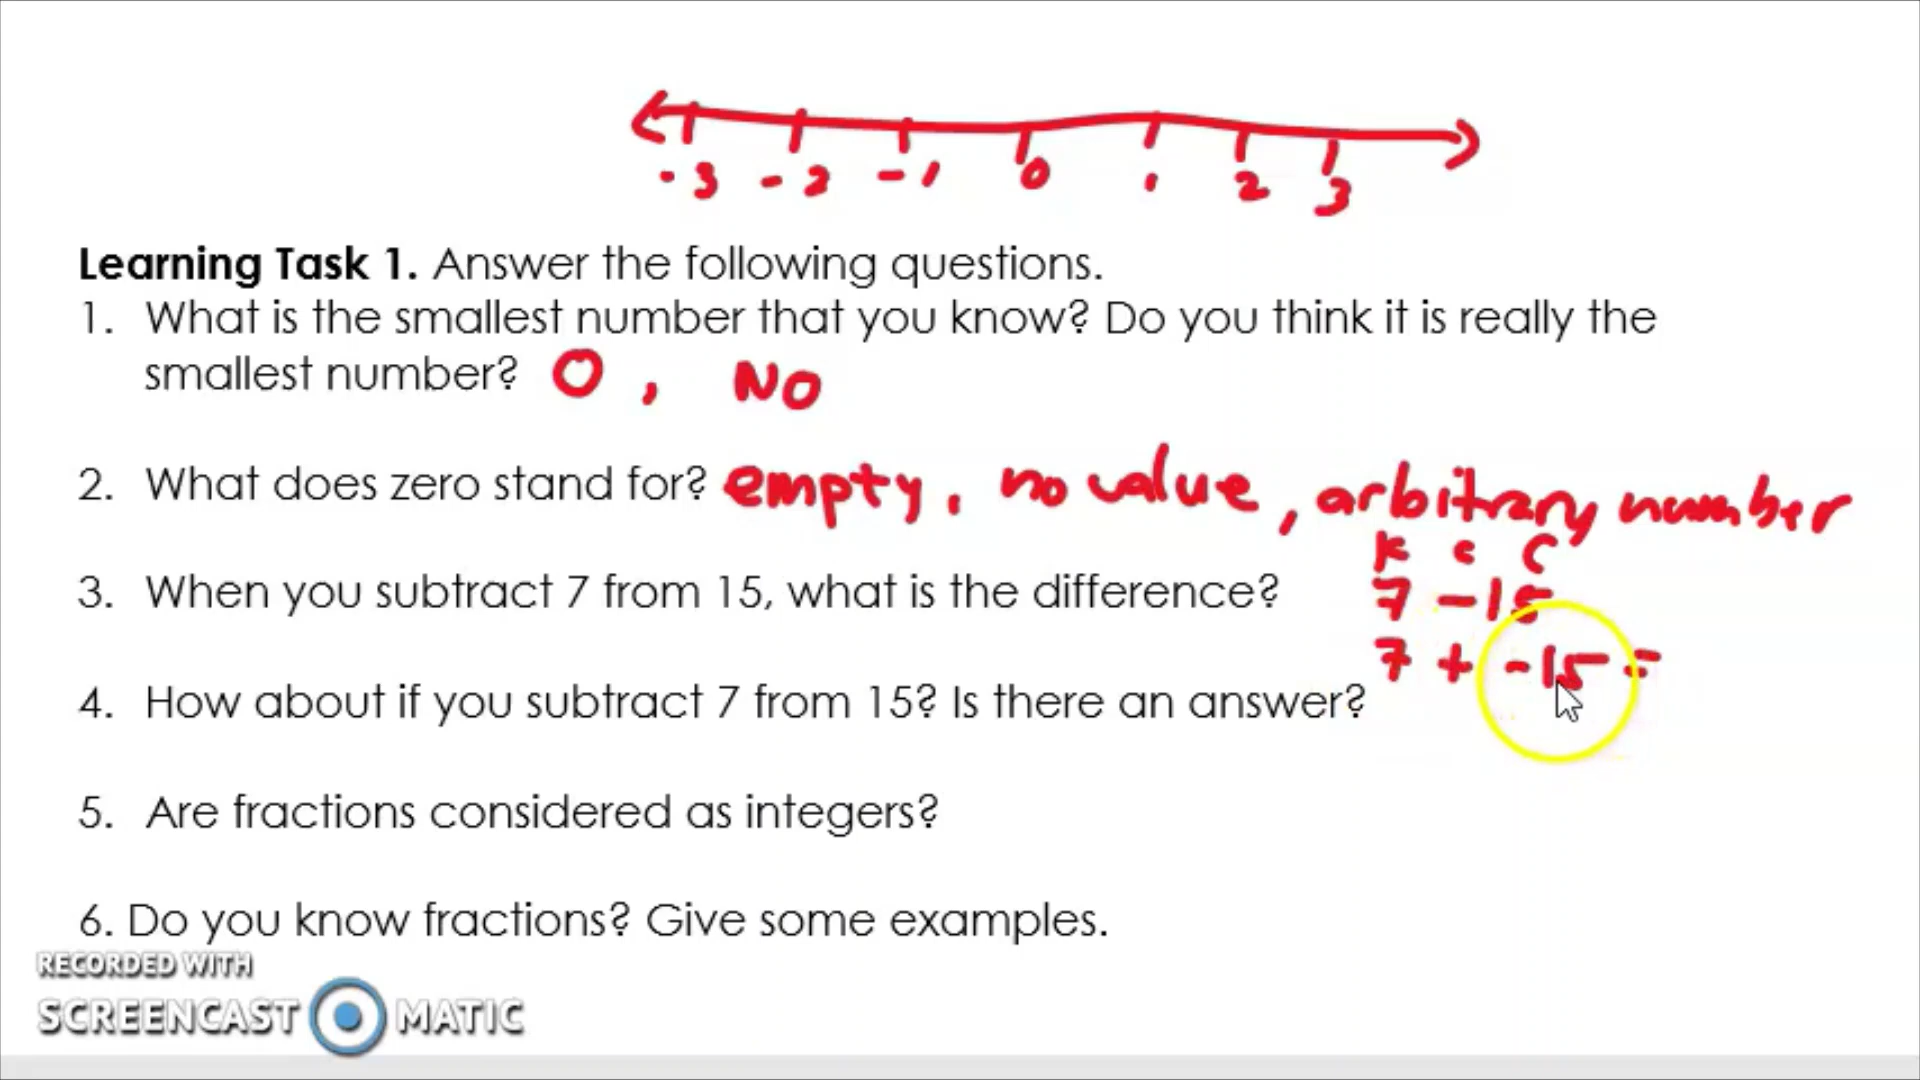 -3 -2 -1 0 1 2 3
Learning Task 1. Answer the following questions.
1. What is the smallest number that you know? Do you think it is really the
smallest number? O , NO
2. What does zero stand for? empty, no value, arbitrary number
K C C
3. When you subtract 7 from 15, what is the difference? 7 - 15
7 + -15 =
4. How about if you subtract 7 from 15? Is there an answer?
5. Are fractions considered as integers?
6. Do you know fractions? Give some examples.
RECORDED WITH
SCREENCAST MATIC